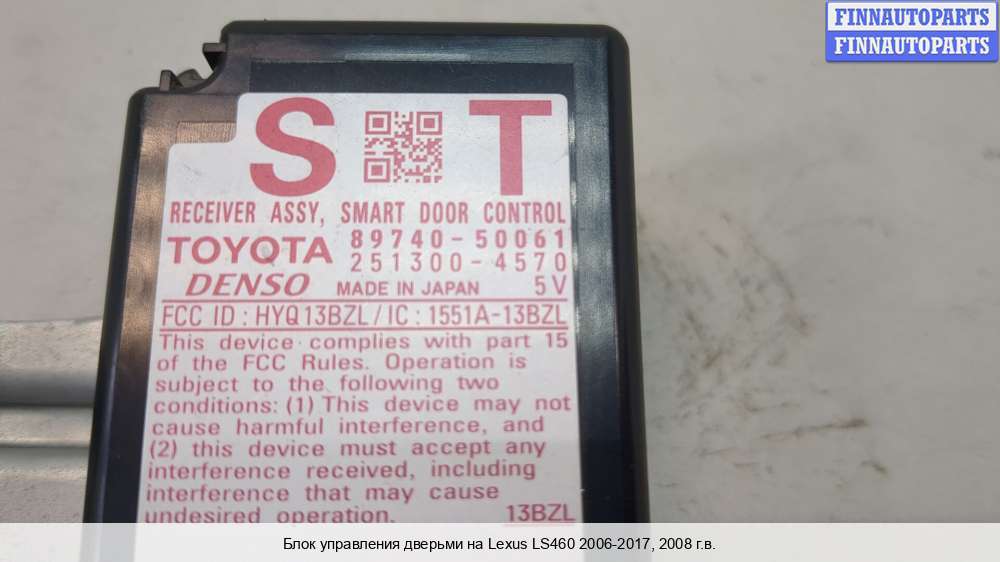 FINNAUTOPARTS
FINNAUTOPARTS
S T
RECEIVER ASSY, SMART DOOR CONTROL
TOYOTA 89740-50061
251300-4570
DENSO MADE IN JAPAN 5V
FCC ID : HYQ13BZL / IC : 1551A-13BZL
This device complies with part 15
of the FCC Rules. Operation is
subject to the following two
conditions: (1) This device may not
cause harmful interference, and
(2) this device must accept any
interference received, including
interference that may cause
undesired operation. 13BZL
Блок управления дверьми на Lexus LS460 2006-2017, 2008 г.в.